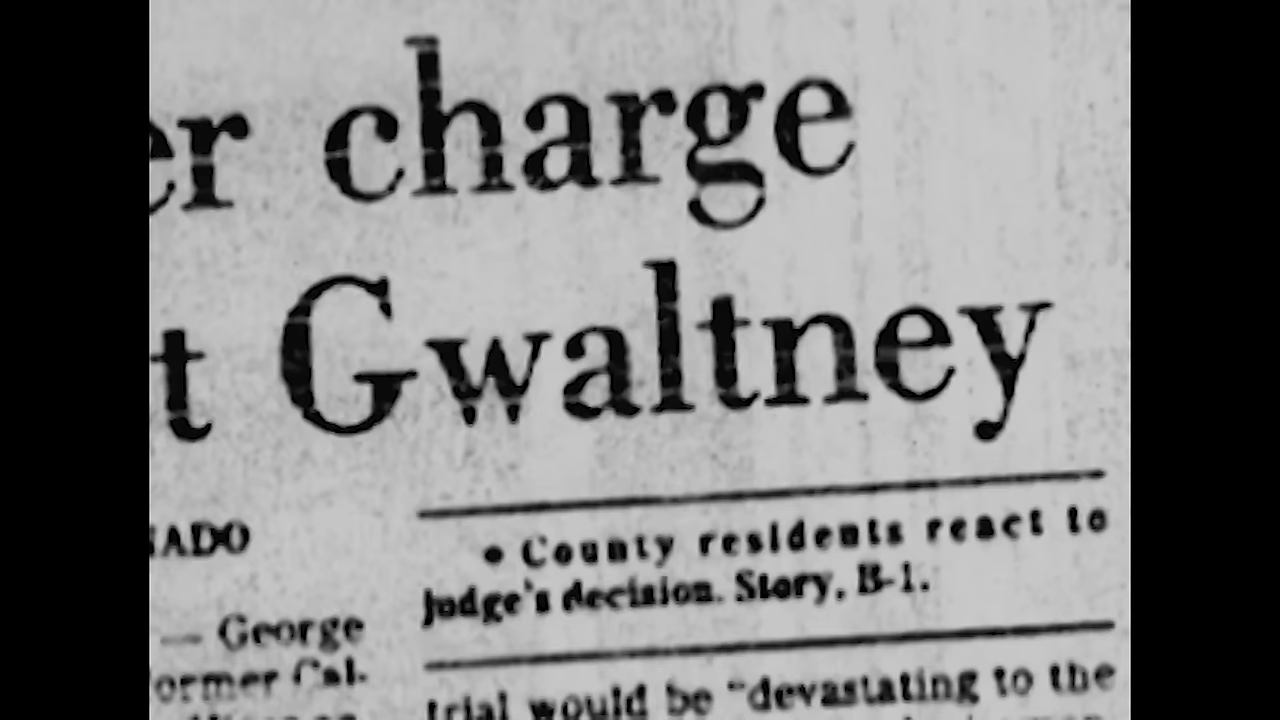 er charge
t Gwaltney
SADO
— George
ormer Cal-
• County residents react to
judge's decision. Story, B-1.
trial would be "devastating to the